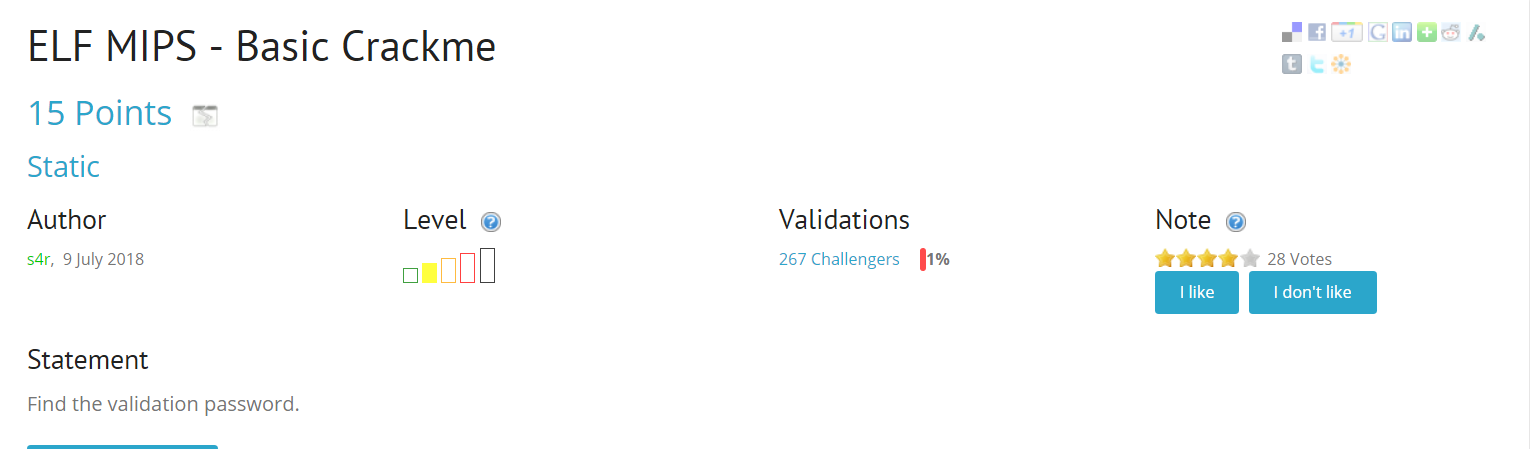 ELF MIPS - Basic Crackme
15 Points
Static
Author
Level
Validations
Note
s4r, 9 July 2018
267 Challengers 1%
28 Votes
I like
I don't like
Statement
Find the validation password.
+1